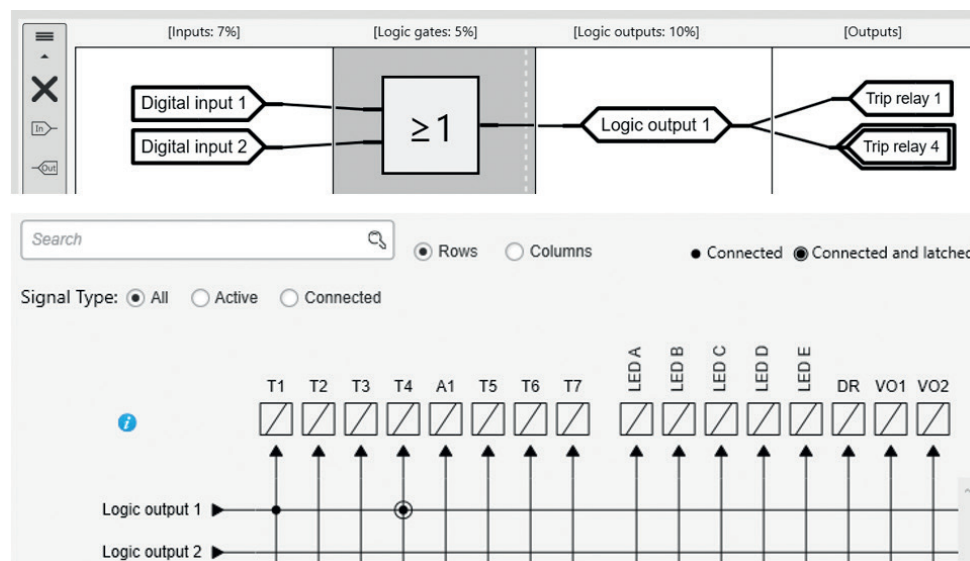 [Inputs: 7%] [Logic gates: 5%] [Logic outputs: 10%] [Outputs]
Digital input 1
Digital input 2
≥1
Logic output 1
Trip relay 1
Trip relay 4
In
Out
Search
Rows Columns
Connected Connected and latched
Signal Type: All Active Connected
T1 T2 T3 T4 A1 T5 T6 T7 LED A LED B LED C LED D LED E DR VO1 VO2
i
Logic output 1
Logic output 2